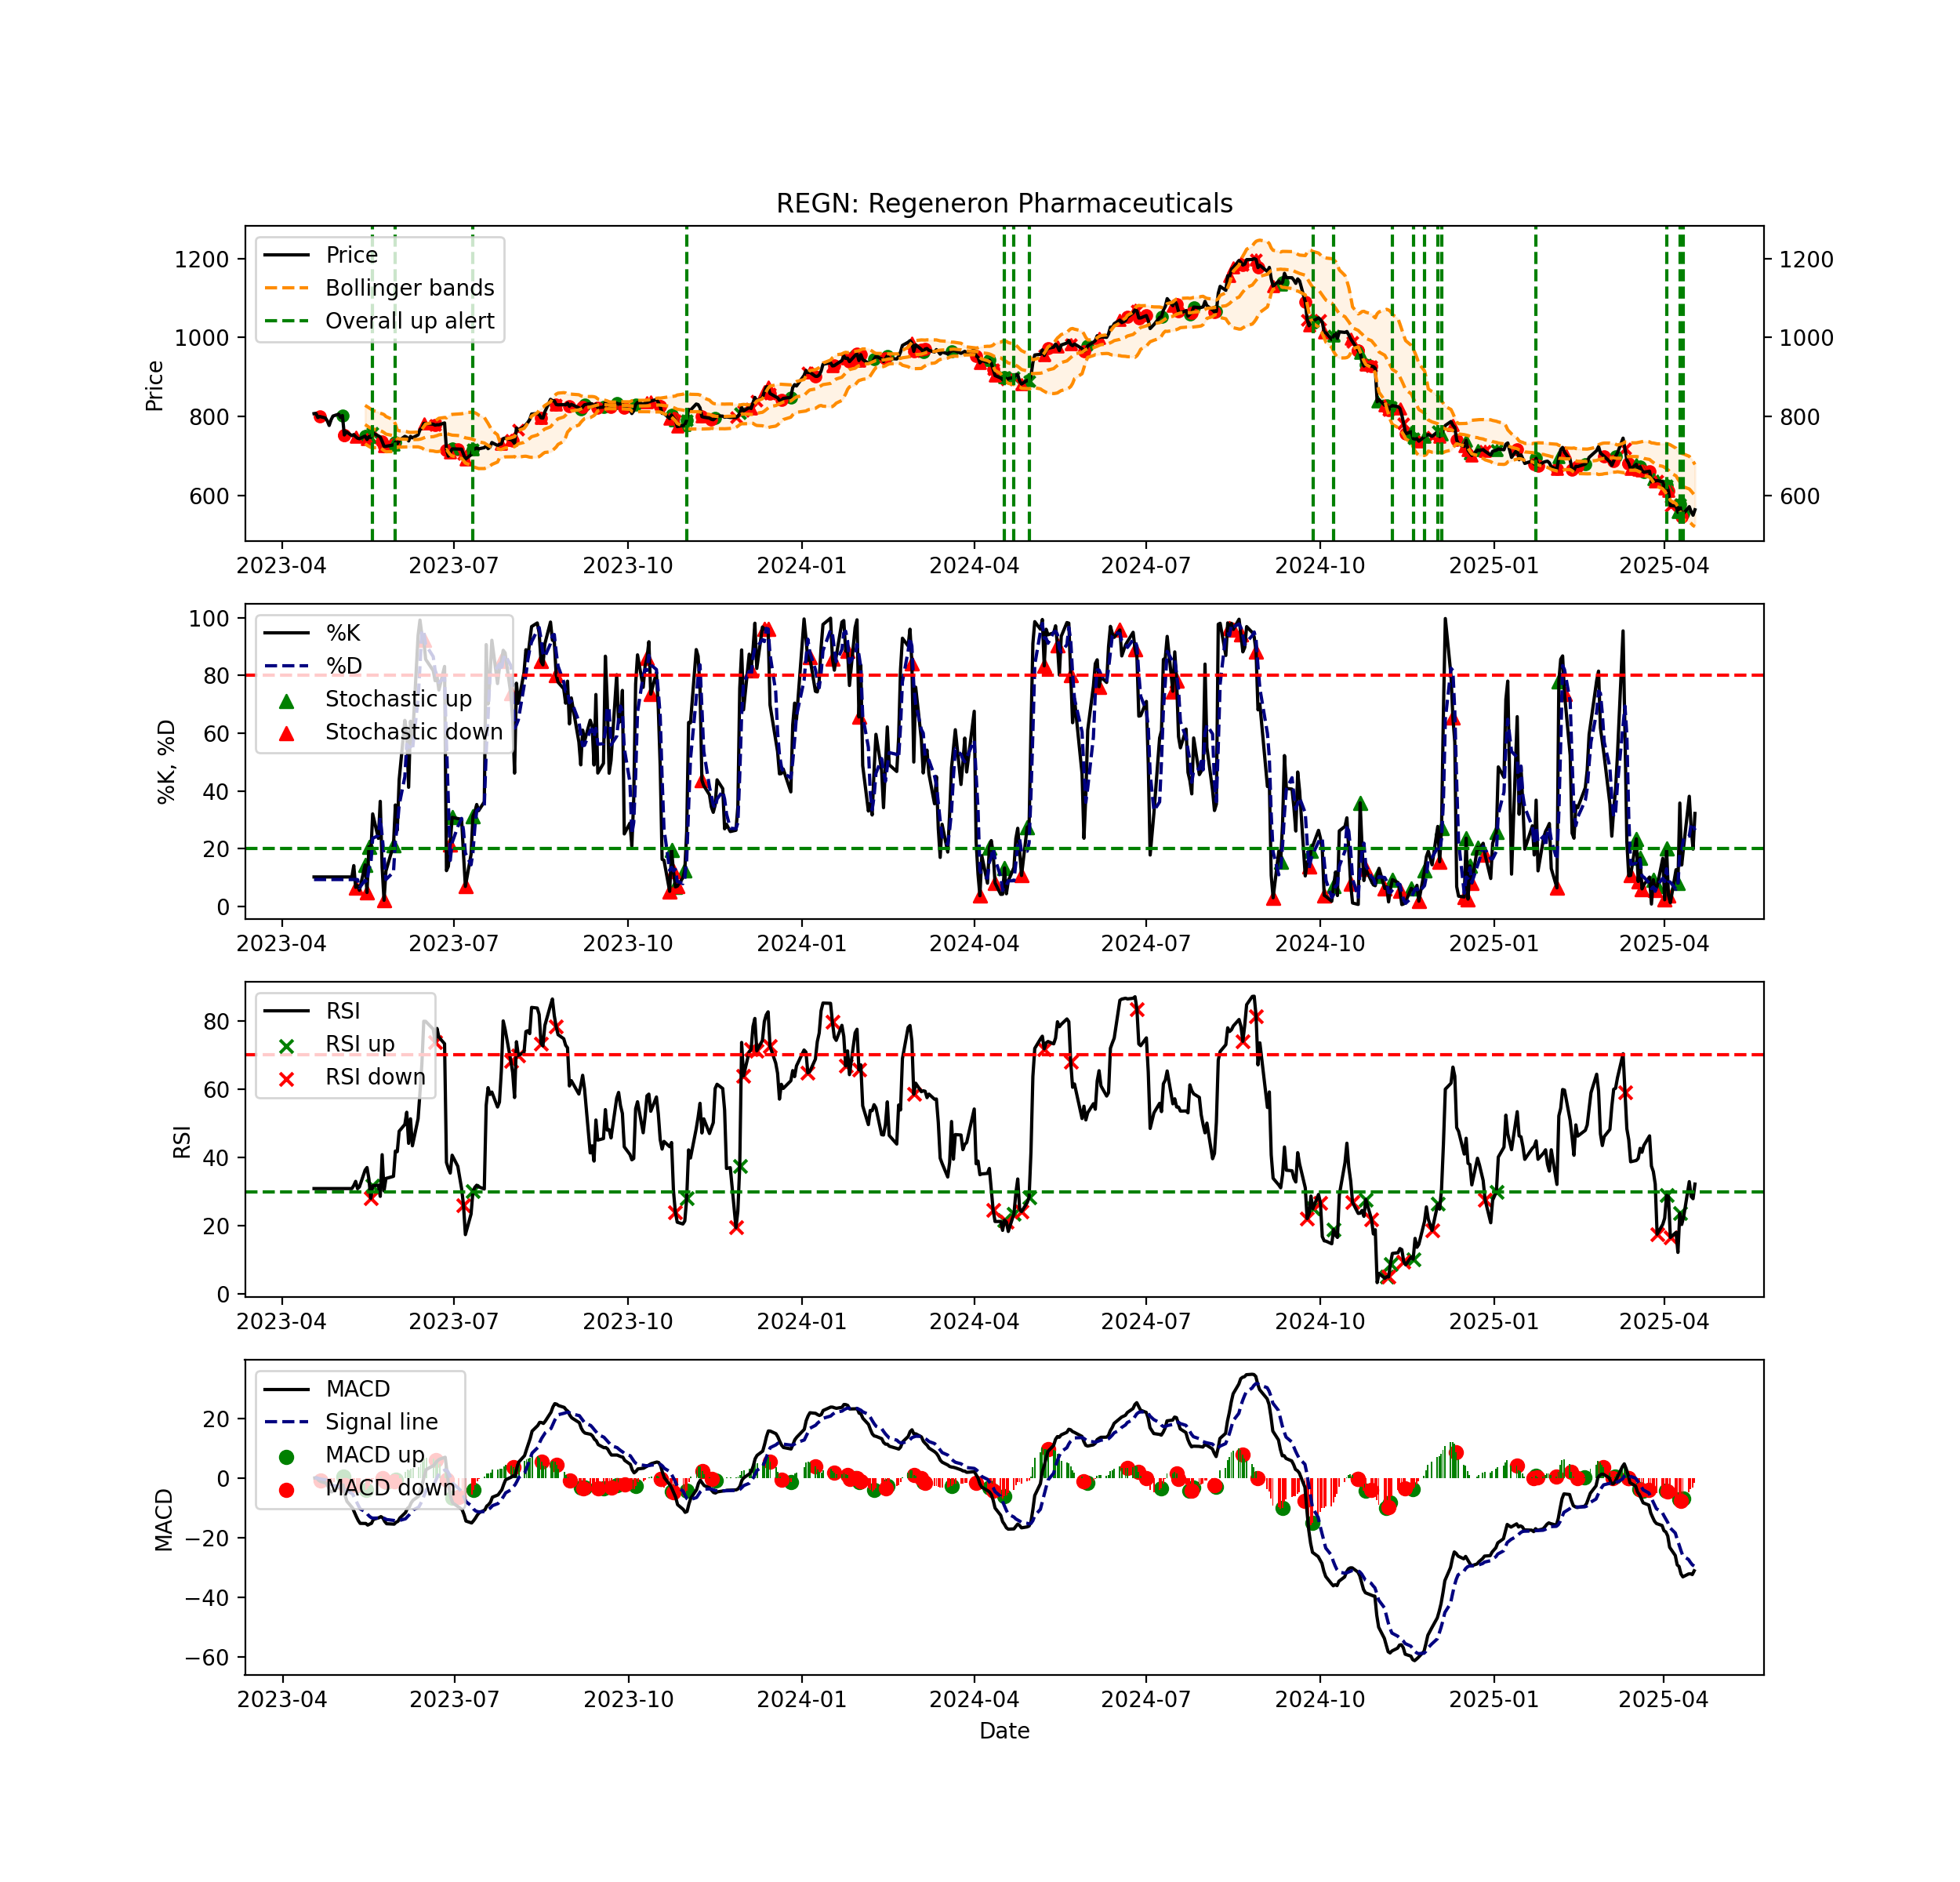 REGN: Regeneron Pharmaceuticals
Price
1200
1000
800
600
Price
Bollinger bands
Overall up alert
1200
1000
800
600
2023-04 2023-07 2023-10 2024-01 2024-04 2024-07 2024-10 2025-01 2025-04
%K, %D
100
80
60
40
20
0
%K
%D
Stochastic up
Stochastic down
2023-04 2023-07 2023-10 2024-01 2024-04 2024-07 2024-10 2025-01 2025-04
RSI
80
60
40
20
0
RSI
RSI up
RSI down
2023-04 2023-07 2023-10 2024-01 2024-04 2024-07 2024-10 2025-01 2025-04
MACD
20
0
−20
−40
−60
MACD
Signal line
MACD up
MACD down
2023-04 2023-07 2023-10 2024-01 2024-04 2024-07 2024-10 2025-01 2025-04
Date